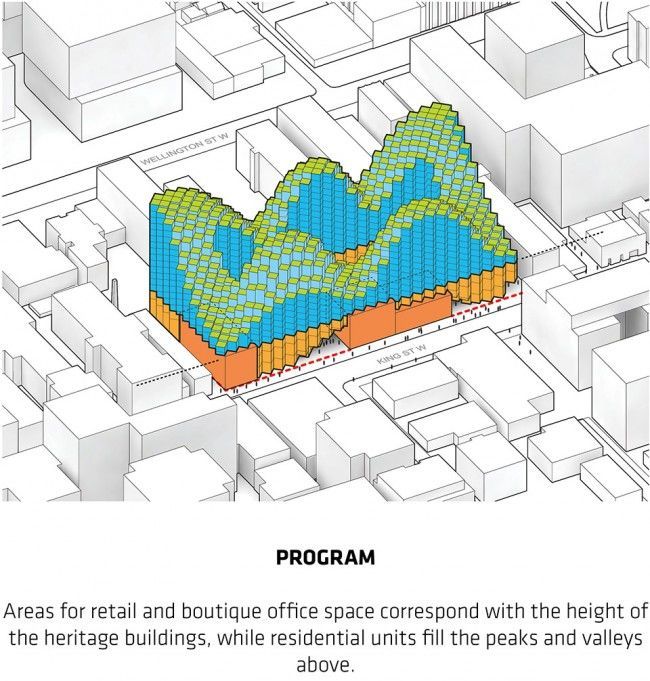 WELLINGTON ST W
KING ST W
PROGRAM
Areas for retail and boutique office space correspond with the height of
the heritage buildings, while residential units fill the peaks and valleys
above.